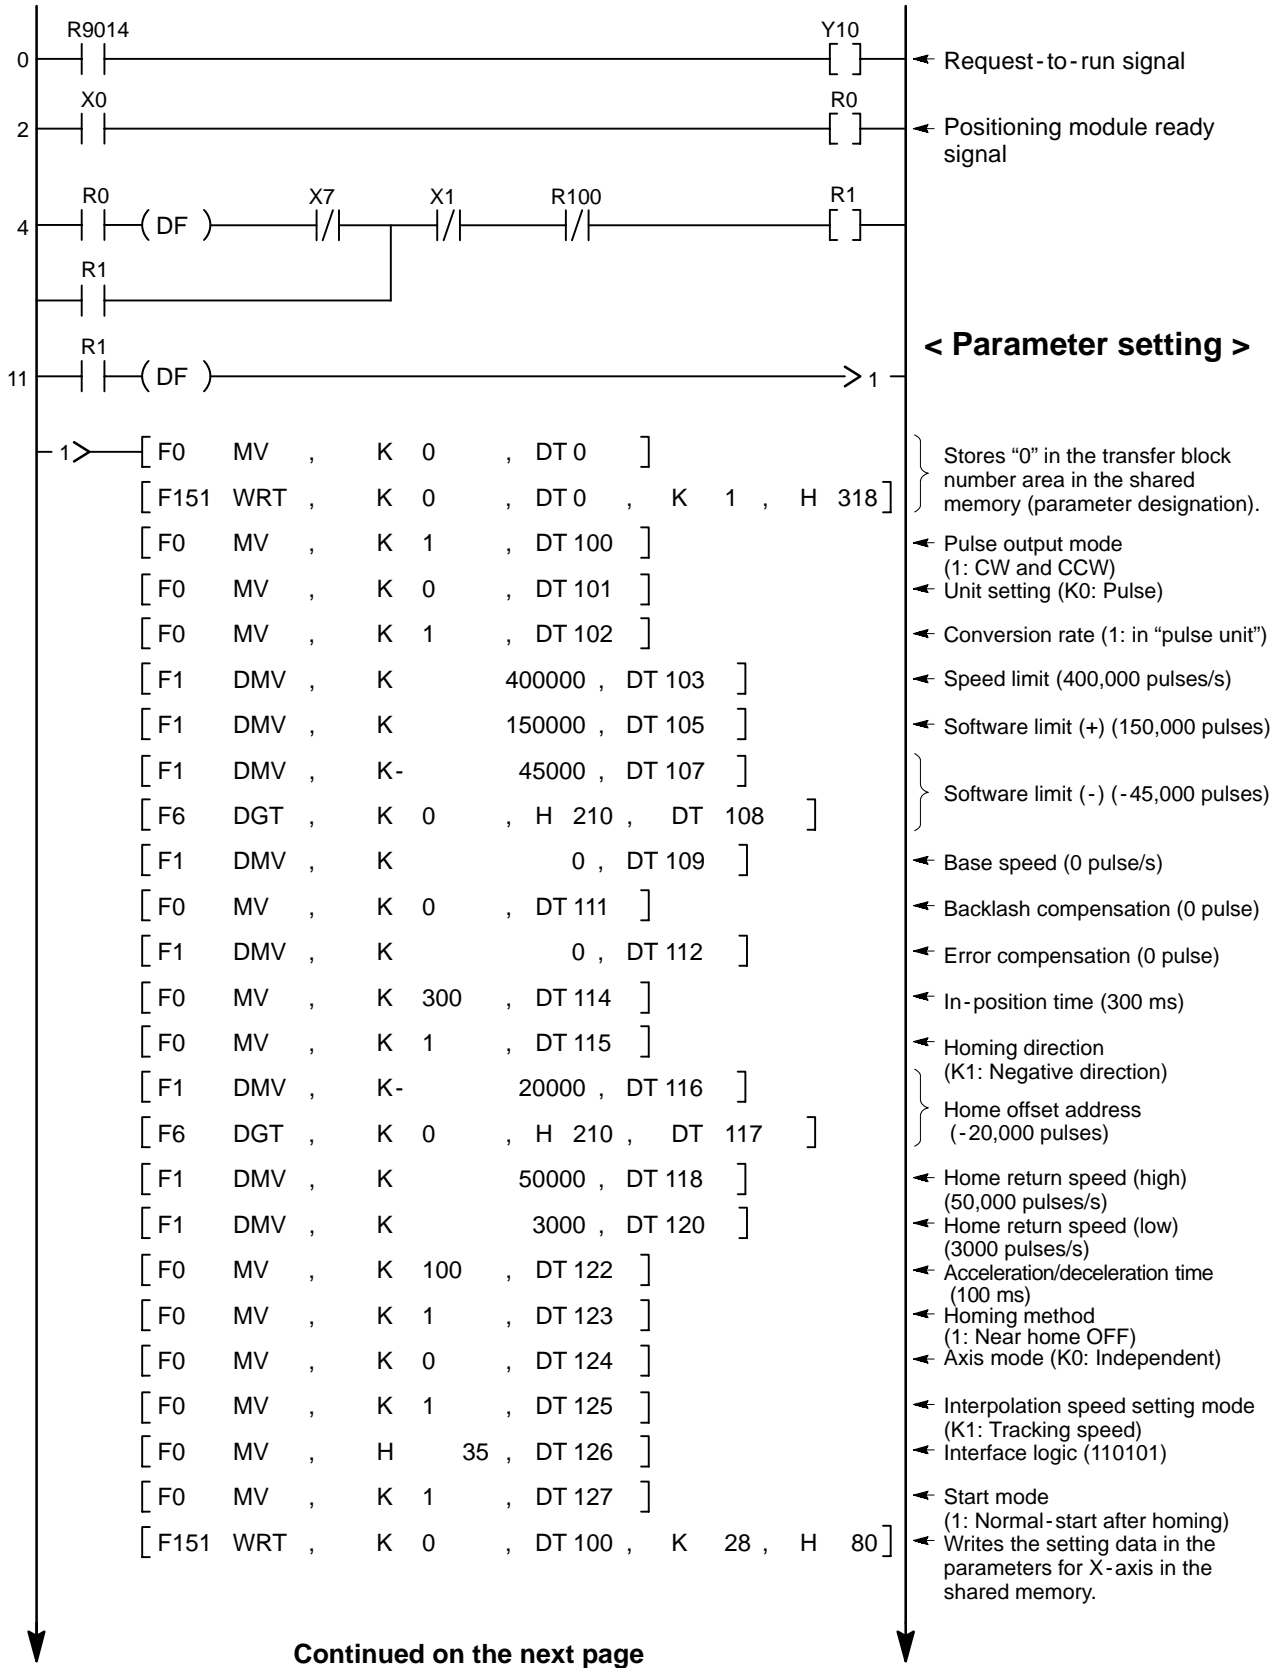 R9014 Y10
0 Request-to-run signal
X0 R0
2 Positioning module ready
signal
R0 X7 X1 R100 R1
4 ( DF )
R1
< Parameter setting >
R1
11 ( DF ) > 1
1> [ F0 MV , K 0 , DT 0 ]
Stores “0” in the transfer block
number area in the shared
memory (parameter designation).
[ F151 WRT , K 0 , DT 0 , K 1 , H 318 ]
[ F0 MV , K 1 , DT 100 ] Pulse output mode
(1: CW and CCW)
[ F0 MV , K 0 , DT 101 ] Unit setting (K0: Pulse)
[ F0 MV , K 1 , DT 102 ] Conversion rate (1: in “pulse unit”)
[ F1 DMV , K 400000 , DT 103 ] Speed limit (400,000 pulses/s)
[ F1 DMV , K 150000 , DT 105 ] Software limit (+) (150,000 pulses)
[ F1 DMV , K- 45000 , DT 107 ]
Software limit (-) (-45,000 pulses)
[ F6 DGT , K 0 , H 210 , DT 108 ]
[ F1 DMV , K 0 , DT 109 ] Base speed (0 pulse/s)
[ F0 MV , K 0 , DT 111 ] Backlash compensation (0 pulse)
[ F1 DMV , K 0 , DT 112 ] Error compensation (0 pulse)
[ F0 MV , K 300 , DT 114 ] In-position time (300 ms)
[ F0 MV , K 1 , DT 115 ] Homing direction
(K1: Negative direction)
[ F1 DMV , K- 20000 , DT 116 ]
Home offset address
(-20,000 pulses)
[ F6 DGT , K 0 , H 210 , DT 117 ]
[ F1 DMV , K 50000 , DT 118 ] Home return speed (high)
(50,000 pulses/s)
[ F1 DMV , K 3000 , DT 120 ] Home return speed (low)
(3000 pulses/s)
[ F0 MV , K 100 , DT 122 ] Acceleration/deceleration time
(100 ms)
[ F0 MV , K 1 , DT 123 ] Homing method
(1: Near home OFF)
[ F0 MV , K 0 , DT 124 ] Axis mode (K0: Independent)
[ F0 MV , K 1 , DT 125 ] Interpolation speed setting mode
(K1: Tracking speed)
[ F0 MV , H 35 , DT 126 ] Interface logic (110101)
[ F0 MV , K 1 , DT 127 ] Start mode
(1: Normal-start after homing)
[ F151 WRT , K 0 , DT 100 , K 28 , H 80 ] Writes the setting data in the
parameters for X-axis in the
shared memory.
Continued on the next page